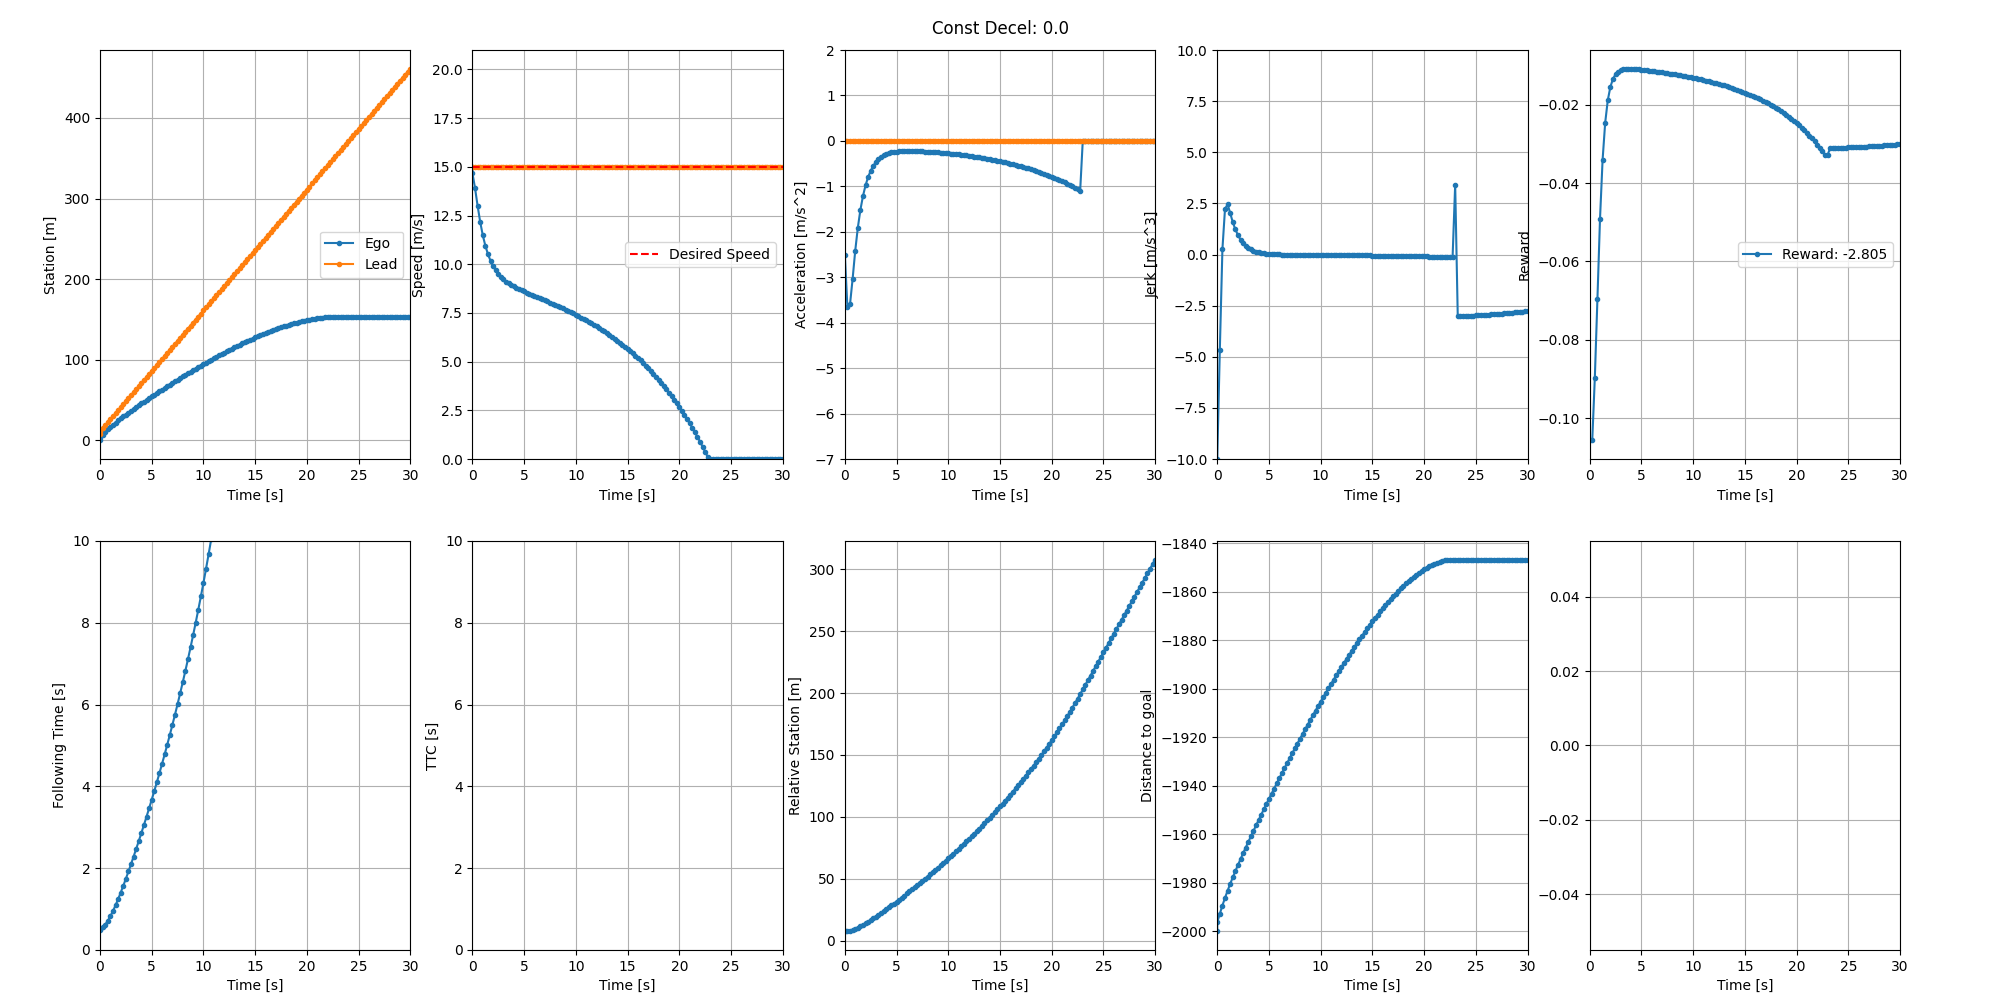 Const Decel: 0.0
Station [m]
400
300
200
100
0
0 5 10 15 20 25 30
Time [s]
Ego
Lead
Speed [m/s]
20.0
17.5
15.0
12.5
10.0
7.5
5.0
2.5
0.0
0 5 10 15 20 25 30
Time [s]
Desired Speed
Acceleration [m/s^2]
2
1
0
−1
−2
−3
−4
−5
−6
−7
0 5 10 15 20 25 30
Time [s]
Jerk [m/s^3]
10.0
7.5
5.0
2.5
0.0
−2.5
−5.0
−7.5
−10.0
0 5 10 15 20 25 30
Time [s]
Reward
−0.02
−0.04
−0.06
−0.08
−0.10
0 5 10 15 20 25 30
Time [s]
Reward: -2.805
Following Time [s]
10
8
6
4
2
0
0 5 10 15 20 25 30
Time [s]
TTC [s]
10
8
6
4
2
0
0 5 10 15 20 25 30
Time [s]
Relative Station [m]
300
250
200
150
100
50
0
0 5 10 15 20 25 30
Time [s]
Distance to goal
−1840
−1860
−1880
−1900
−1920
−1940
−1960
−1980
−2000
0 5 10 15 20 25 30
Time [s]
0.04
0.02
0.00
−0.02
−0.04
0 5 10 15 20 25 30
Time [s]